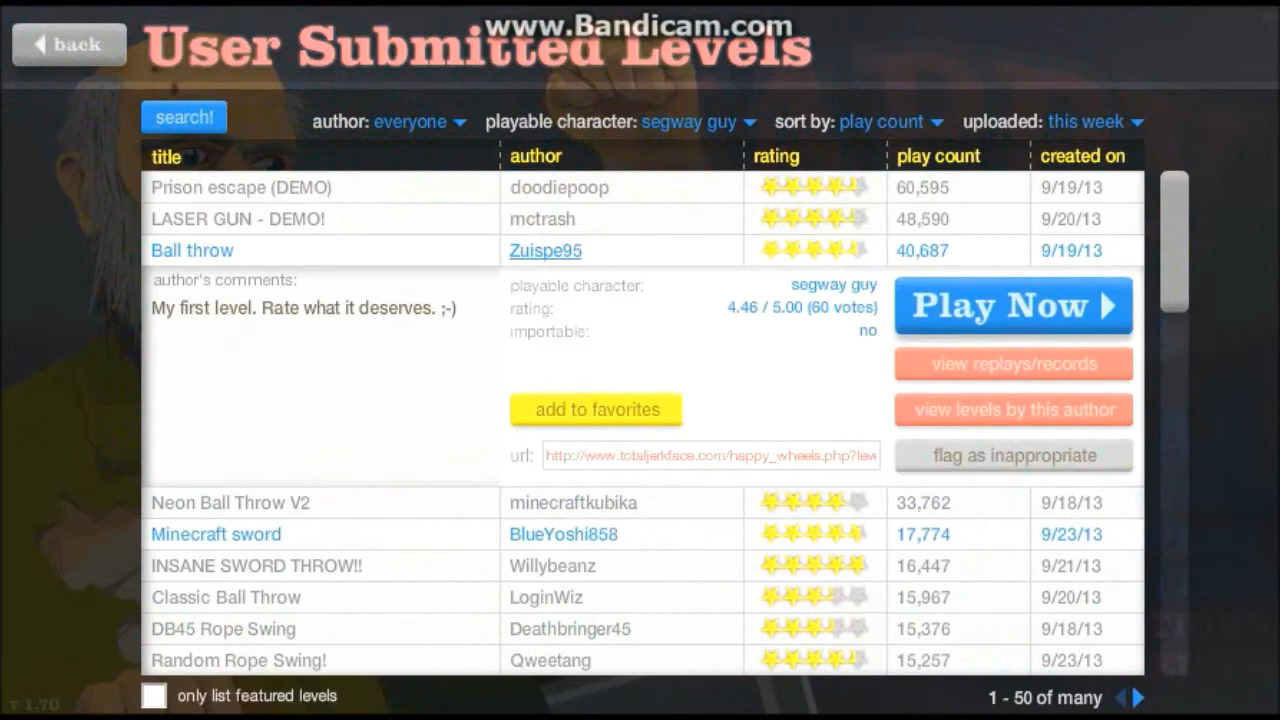 www.Bandicam.com
back
User Submitted Levels
search!
author: everyone playable character: segway guy sort by: play count uploaded: this week
title author rating play count created on
Prison escape (DEMO) doodiepoop 60,595 9/19/13
LASER GUN - DEMO! mctrash 48,590 9/20/13
Ball throw Zuispe95 40,687 9/19/13
author's comments:
My first level. Rate what it deserves. ;-)
playable character: segway guy
rating: 4.46 / 5.00 (60 votes)
importable: no
add to favorites
url: http://www.totaljerkface.com/happy_wheels.php?lev
Play Now
view replays/records
view levels by this author
flag as inappropriate
Neon Ball Throw V2 minecraftkubika 33,762 9/18/13
Minecraft sword BlueYoshi858 17,774 9/23/13
INSANE SWORD THROW!! Willybeanz 16,447 9/21/13
Classic Ball Throw LoginWiz 15,967 9/20/13
DB45 Rope Swing Deathbringer45 15,376 9/18/13
Random Rope Swing! Qweetang 15,257 9/23/13
only list featured levels
1 - 50 of many
v 1.70